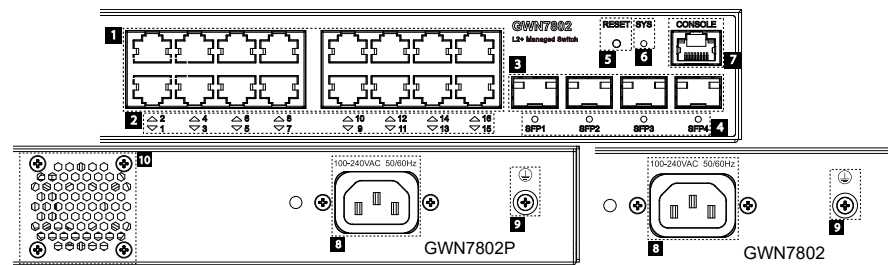 GWN7802 RESET SYS CONSOLE
L2+ Managed Switch
1
5 6 7
3
2
2 4 6 8 10 12 14 16
1 3 5 7 9 11 13 15
SFP1 SFP2 SFP3 SFP4
4
10
100-240VAC 50/60Hz
8
9
GWN7802P
100-240VAC 50/60Hz
8
9
GWN7802